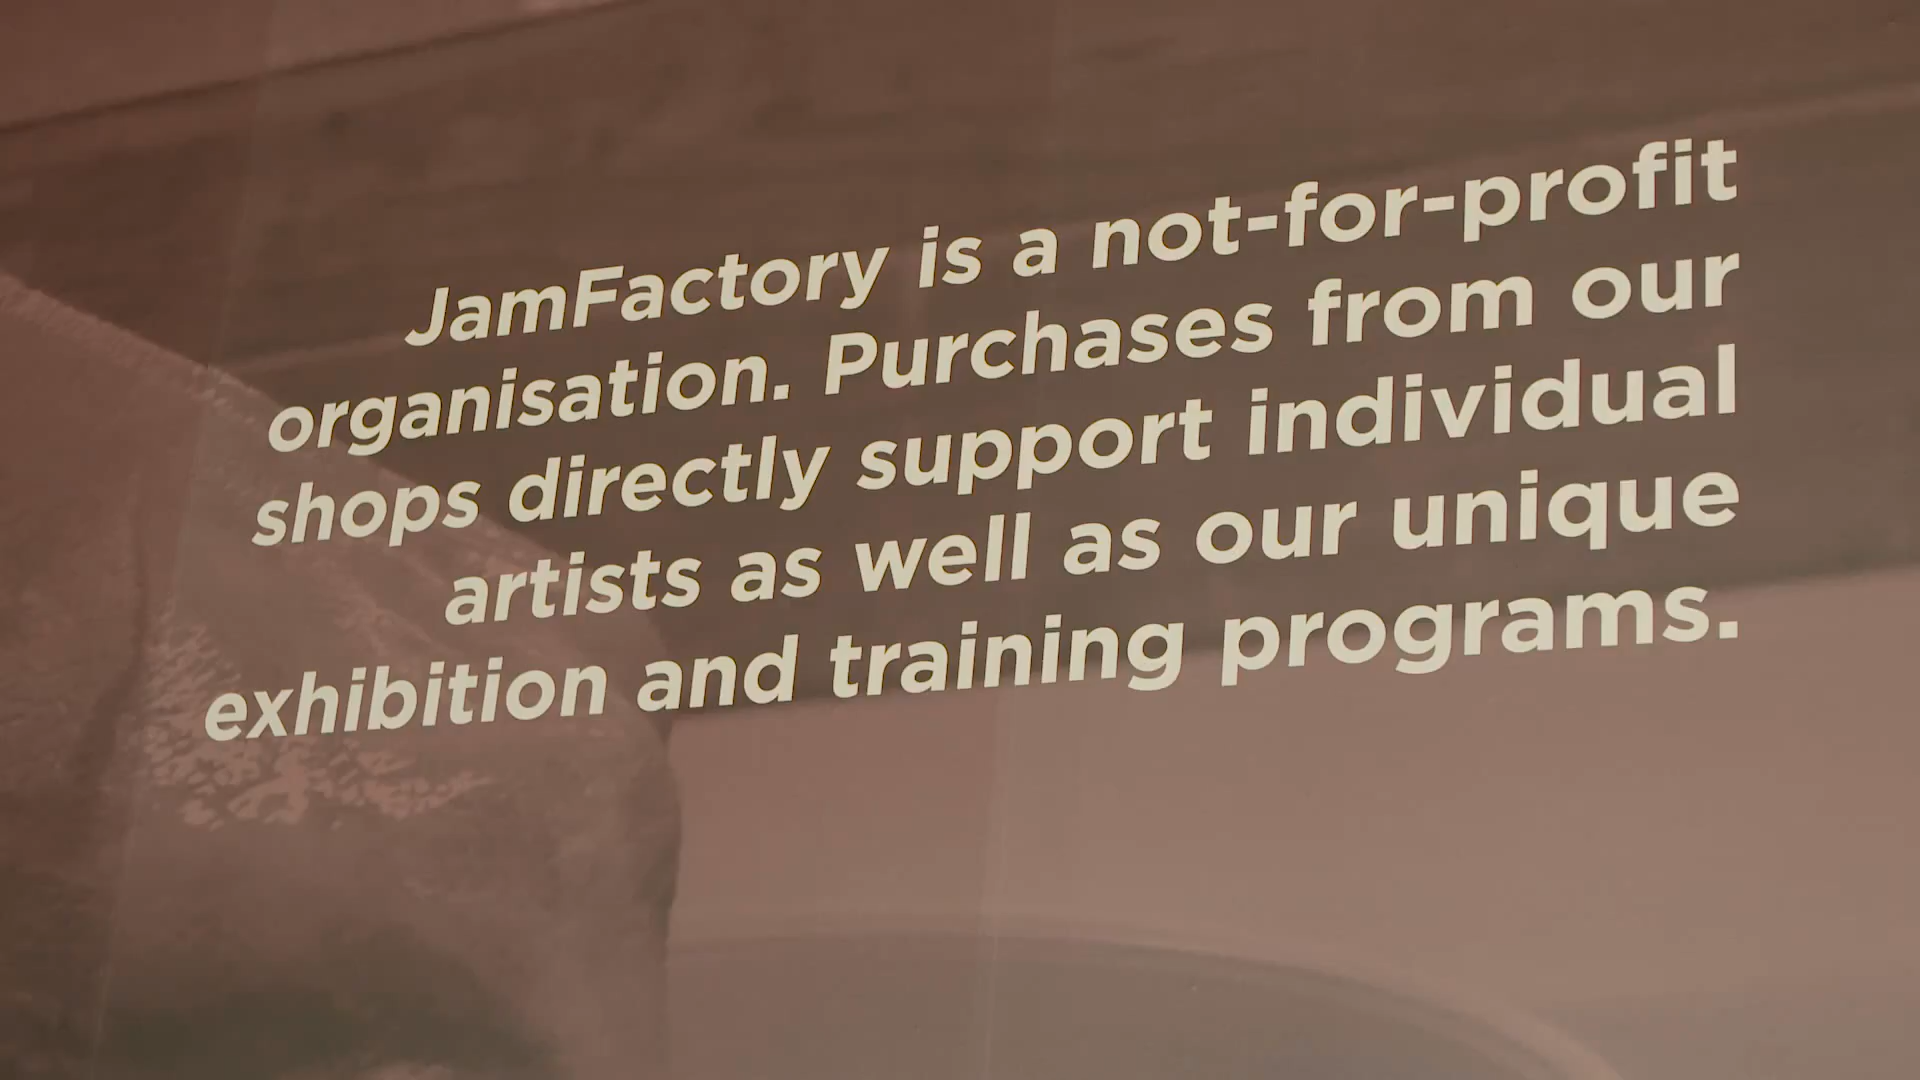 JamFactory is a not-for-profit
organisation. Purchases from our
shops directly support individual
artists as well as our unique
exhibition and training programs.